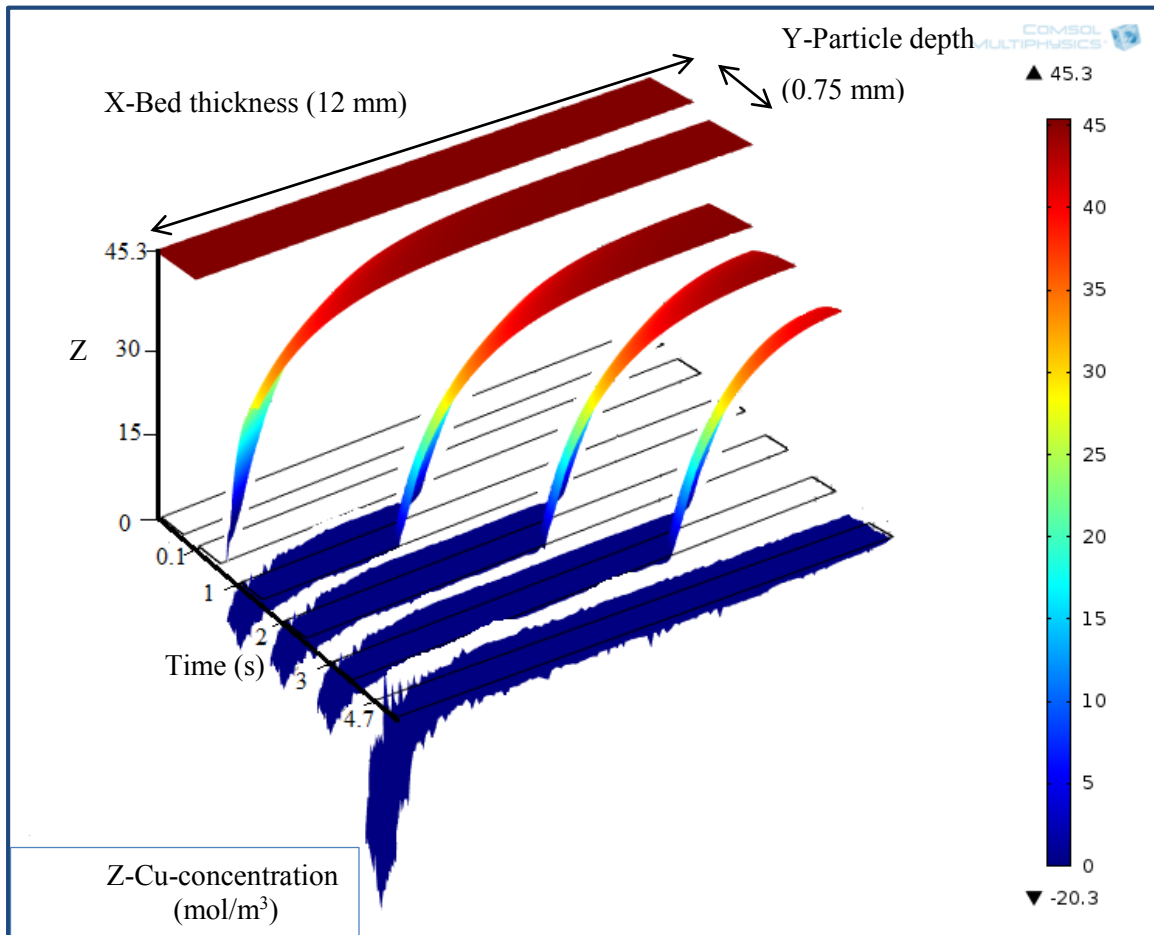 COMSOL
MULTIPHYSICS
Y-Particle depth
(0.75 mm)
X-Bed thickness (12 mm)
▲ 45.3
45
40
35
30
25
20
15
10
5
0
▼ -20.3
45.3
Z
30
15
0
0.1
1
2
3
4.7
Time (s)
Z-Cu-concentration
(mol/m³)